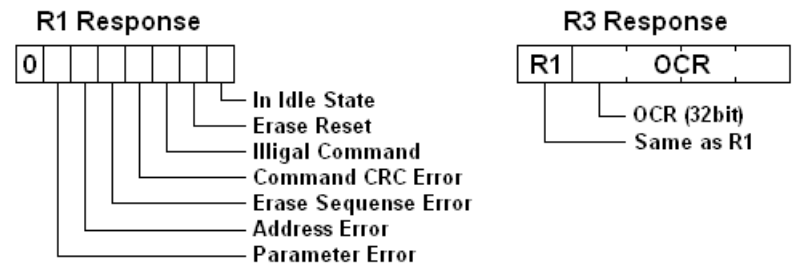 R1 Response
0
In Idle State
Erase Reset
Illigal Command
Command CRC Error
Erase Sequense Error
Address Error
Parameter Error
R3 Response
R1 OCR
OCR (32bit)
Same as R1